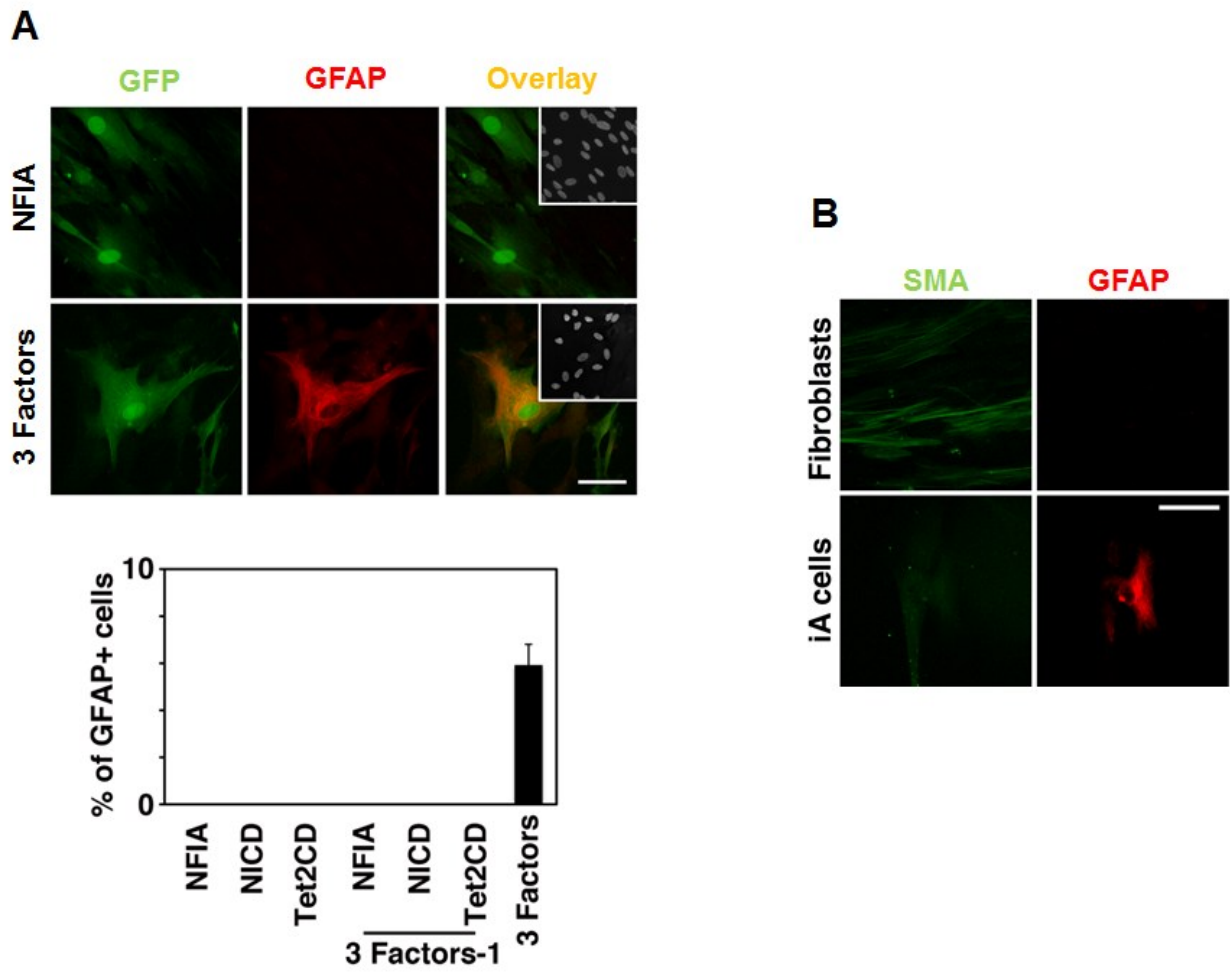 A
GFP GFAP Overlay
NFIA
3 Factors
% of GFAP+ cells
10
0
NFIA NICD Tet2CD NFIA NICD Tet2CD 3 Factors
3 Factors-1
B
SMA GFAP
Fibroblasts
iA cells